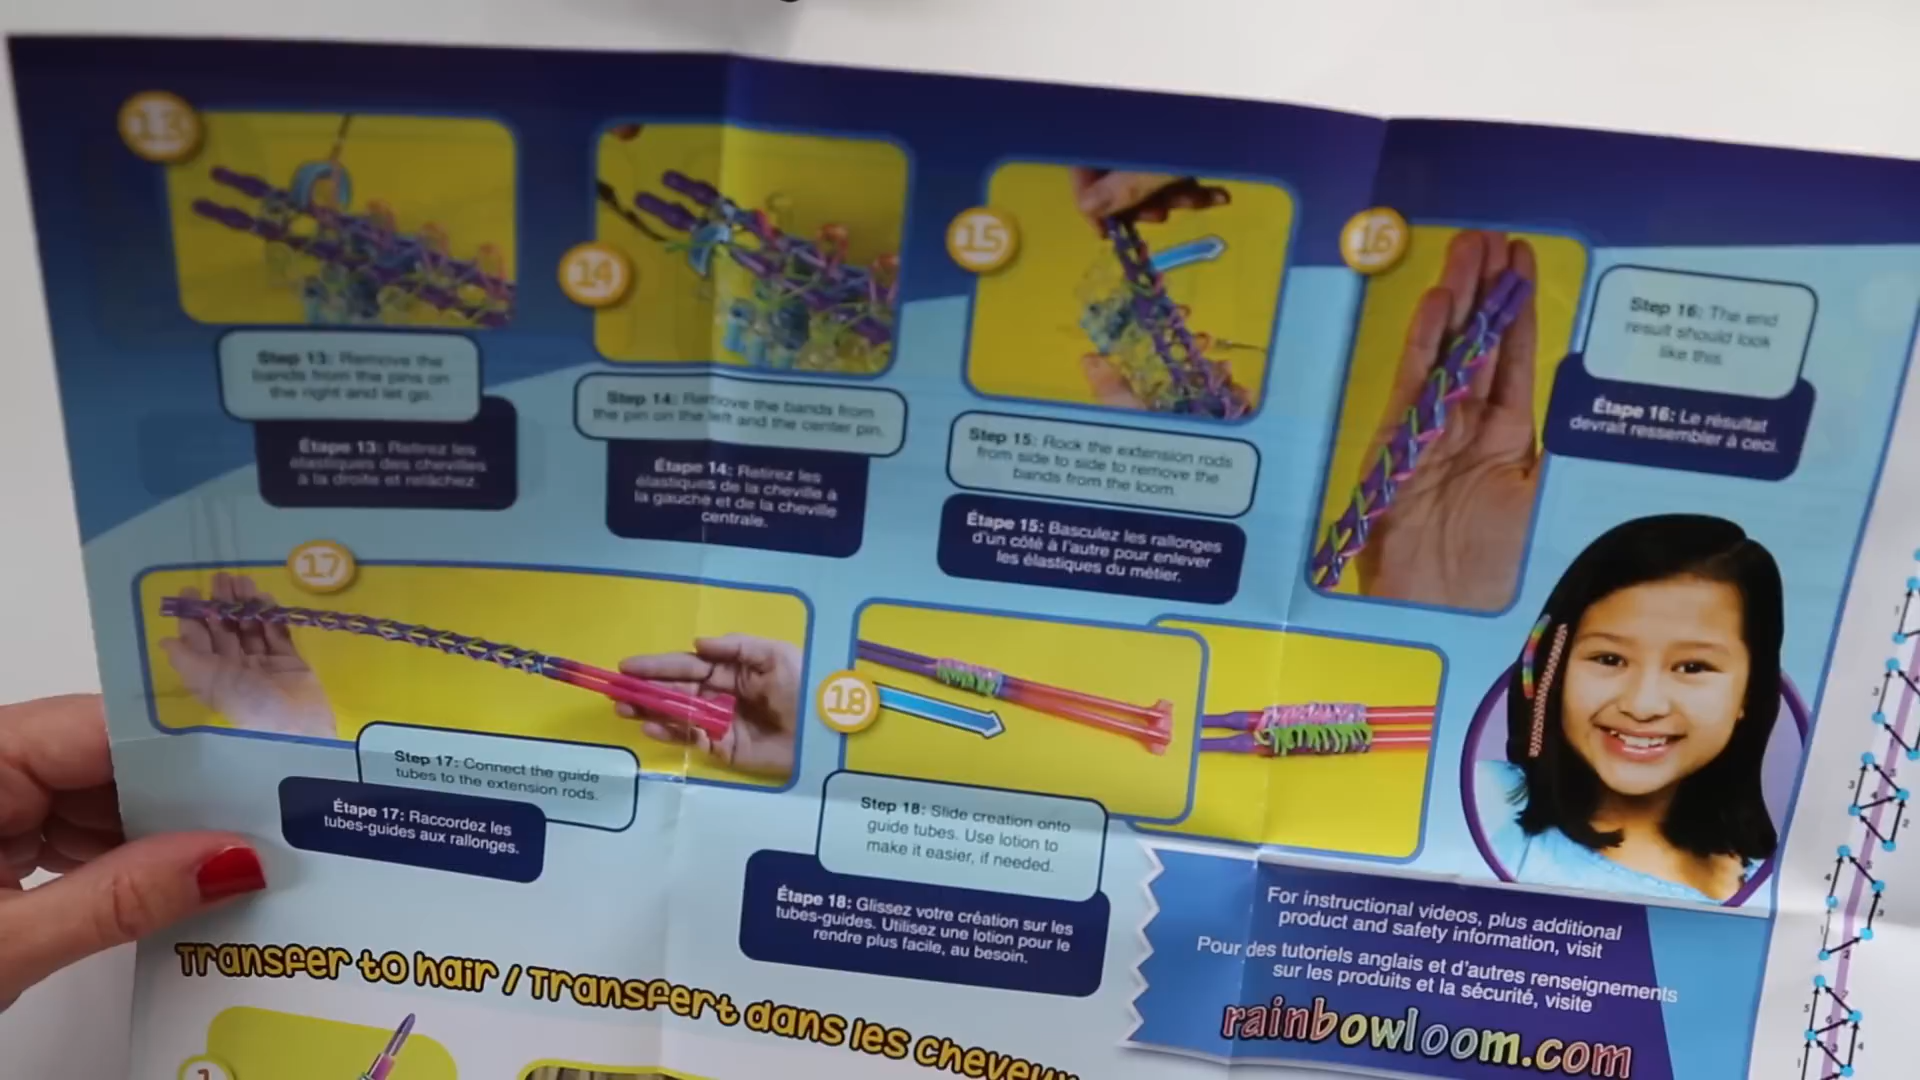 13
14
15
16
Step 13: Remove the
bands from the pins on
the right and let go.
Étape 13: Retirez les
élastiques des chevilles
à la droite et relâchez.
Step 14: Remove the bands from
the pin on the left and the center pin.
Étape 14: Retirez les
élastiques de la cheville à
la gauche et de la cheville
centrale.
Step 15: Rock the extension rods
from side to side to remove the
bands from the loom.
Étape 15: Basculez les rallonges
d'un côté à l'autre pour enlever
les élastiques du métier.
Step 16: The end
result should look
like this.
Étape 16: Le résultat
devrait ressembler à ceci.
17
Step 17: Connect the guide
tubes to the extension rods.
Étape 17: Raccordez les
tubes-guides aux rallonges.
18
Step 18: Slide creation onto
guide tubes. Use lotion to
make it easier, if needed.
Étape 18: Glissez votre création sur les
tubes-guides. Utilisez une lotion pour le
rendre plus facile, au besoin.
For instructional videos, plus additional
product and safety information, visit
Pour des tutoriels anglais et d'autres renseignements
sur les produits et la sécurité, visite
rainbowloom.com
Transfer to hair / Transfert dans les cheveux
1